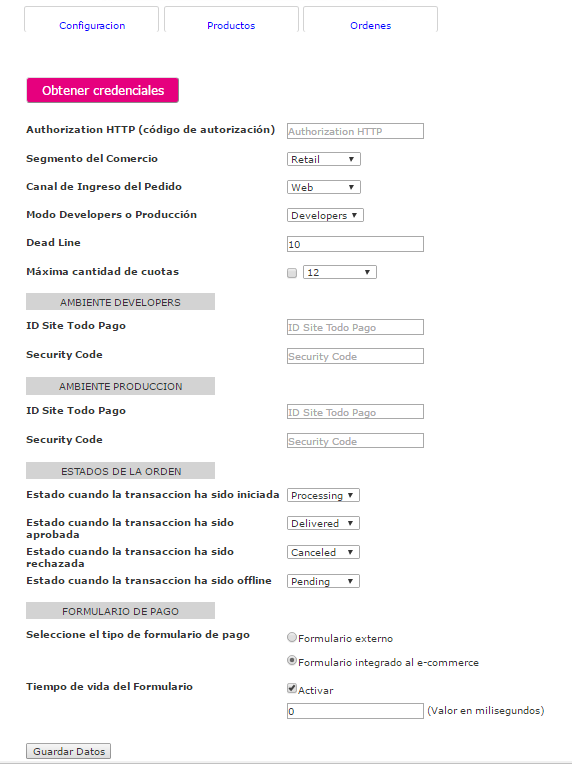 Configuracion
Productos
Ordenes
Obtener credenciales
Authorization HTTP (código de autorización) Authorization HTTP
Segmento del Comercio Retail
Canal de Ingreso del Pedido Web
Modo Developers o Producción Developers
Dead Line 10
Máxima cantidad de cuotas 12
AMBIENTE DEVELOPERS
ID Site Todo Pago ID Site Todo Pago
Security Code Security Code
AMBIENTE PRODUCCION
ID Site Todo Pago ID Site Todo Pago
Security Code Security Code
ESTADOS DE LA ORDEN
Estado cuando la transaccion ha sido iniciada Processing
Estado cuando la transaccion ha sido Delivered
aprobada
Estado cuando la transaccion ha sido Canceled
rechazada
Estado cuando la transaccion ha sido offline Pending
FORMULARIO DE PAGO
Seleccione el tipo de formulario de pago Formulario externo
Formulario integrado al e-commerce
Tiempo de vida del Formulario Activar
0 (Valor en milisegundos)
Guardar Datos